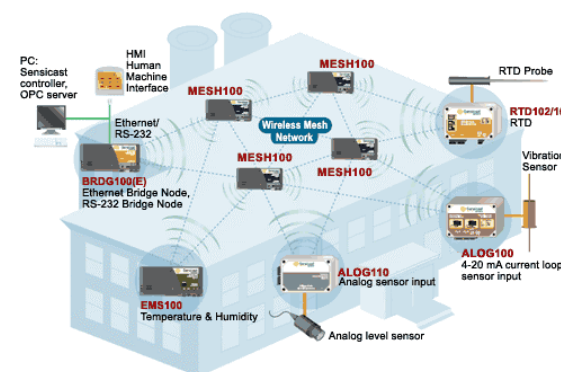 PC:
Sensicast
controller,
OPC server
HMI
Human
Machine
Interface
Ethernet/
RS-232
BRDG100(E)
Ethernet Bridge Node,
RS-232 Bridge Node
MESH100
MESH100
Wireless Mesh
Network
MESH100
MESH100
RTD Probe
RTD102/10
RTD
Vibration
Sensor
ALOG100
4-20 mA current loop
sensor input
ALOG110
Analog sensor input
EMS100
Temperature & Humidity
Analog level sensor